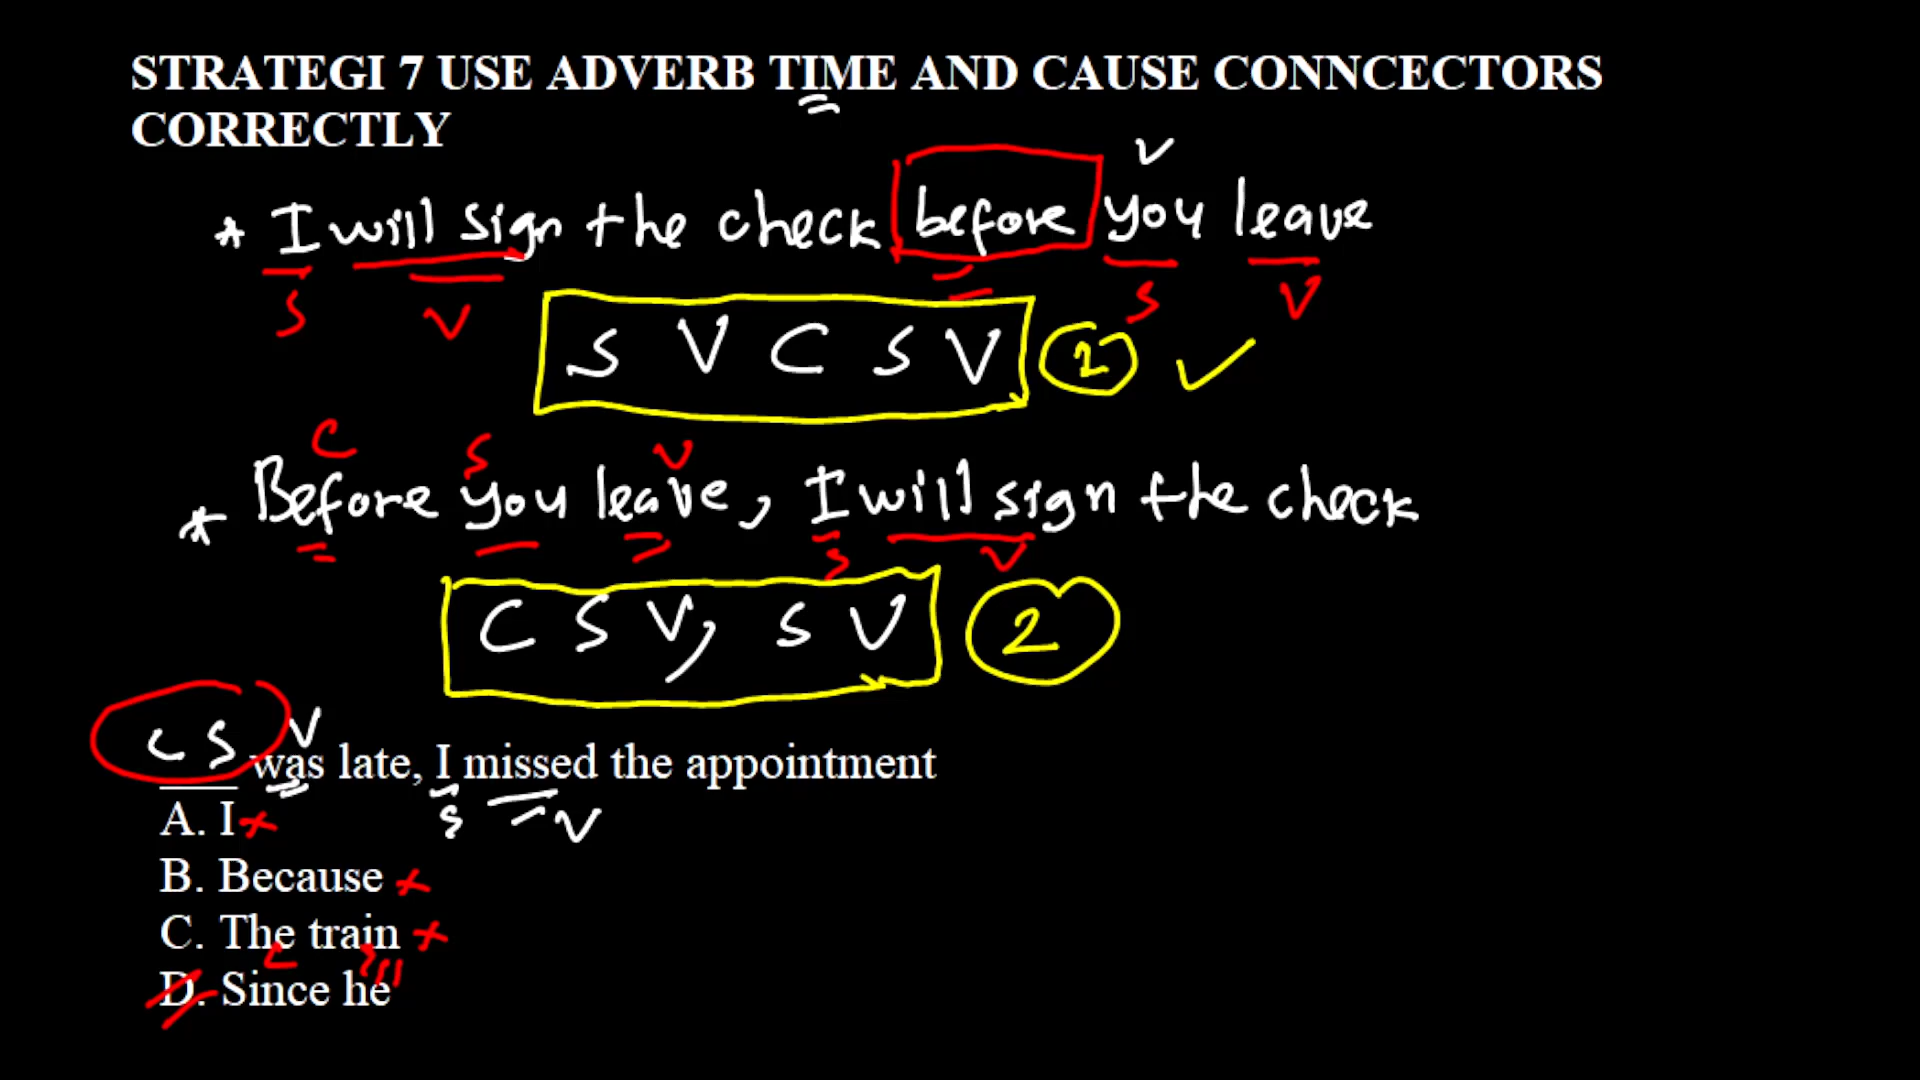 STRATEGI 7 USE ADVERB TIME AND CAUSE CONNCECTORS
CORRECTLY
V
* I will sign the check before you leave
S V S V
S V C S V 2
C S V
* Before you leave, I will sign the check
S V
C S V, S V 2
C S V
____ was late, I missed the appointment
S V
A. I
B. Because
C. The train
C S
D. Since he